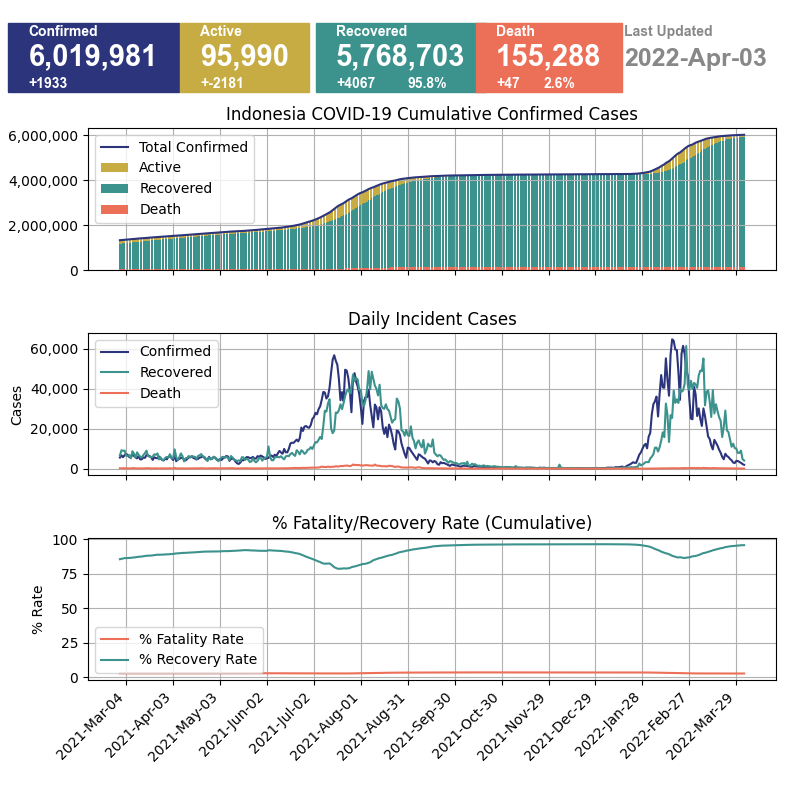 Confirmed
6,019,981
+1933
Active
95,990
+-2181
Recovered
5,768,703
+4067 95.8%
Death
155,288
+47 2.6%
Last Updated
2022-Apr-03
Indonesia COVID-19 Cumulative Confirmed Cases
6,000,000
4,000,000
2,000,000
0
Total Confirmed
Active
Recovered
Death
Daily Incident Cases
Cases
60,000
40,000
20,000
0
Confirmed
Recovered
Death
% Fatality/Recovery Rate (Cumulative)
% Rate
100
75
50
25
0
% Fatality Rate
% Recovery Rate
2021-Mar-04
2021-Apr-03
2021-May-03
2021-Jun-02
2021-Jul-02
2021-Aug-01
2021-Aug-31
2021-Sep-30
2021-Oct-30
2021-Nov-29
2021-Dec-29
2022-Jan-28
2022-Feb-27
2022-Mar-29